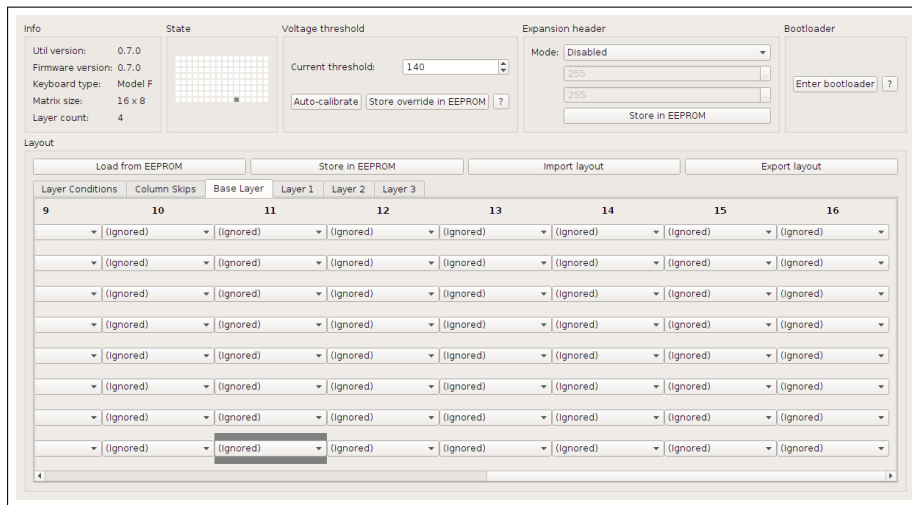 Info
State
Voltage threshold
Expansion header
Bootloader
Util version: 0.7.0
Firmware version: 0.7.0
Keyboard type: Model F
Matrix size: 16 x 8
Layer count: 4
Current threshold: 140
Auto-calibrate Store override in EEPROM ?
Mode: Disabled
255
255
Store in EEPROM
Enter bootloader ?
Layout
Load from EEPROM Store in EEPROM Import layout Export layout
Layer Conditions Column Skips Base Layer Layer 1 Layer 2 Layer 3
9 10 11 12 13 14 15 16
(Ignored) (Ignored) (Ignored) (Ignored) (Ignored) (Ignored) (Ignored)
(Ignored) (Ignored) (Ignored) (Ignored) (Ignored) (Ignored) (Ignored)
(Ignored) (Ignored) (Ignored) (Ignored) (Ignored) (Ignored) (Ignored)
(Ignored) (Ignored) (Ignored) (Ignored) (Ignored) (Ignored) (Ignored)
(Ignored) (Ignored) (Ignored) (Ignored) (Ignored) (Ignored) (Ignored)
(Ignored) (Ignored) (Ignored) (Ignored) (Ignored) (Ignored) (Ignored)
(Ignored) (Ignored) (Ignored) (Ignored) (Ignored) (Ignored) (Ignored)
(Ignored) (Ignored) (Ignored) (Ignored) (Ignored) (Ignored) (Ignored)